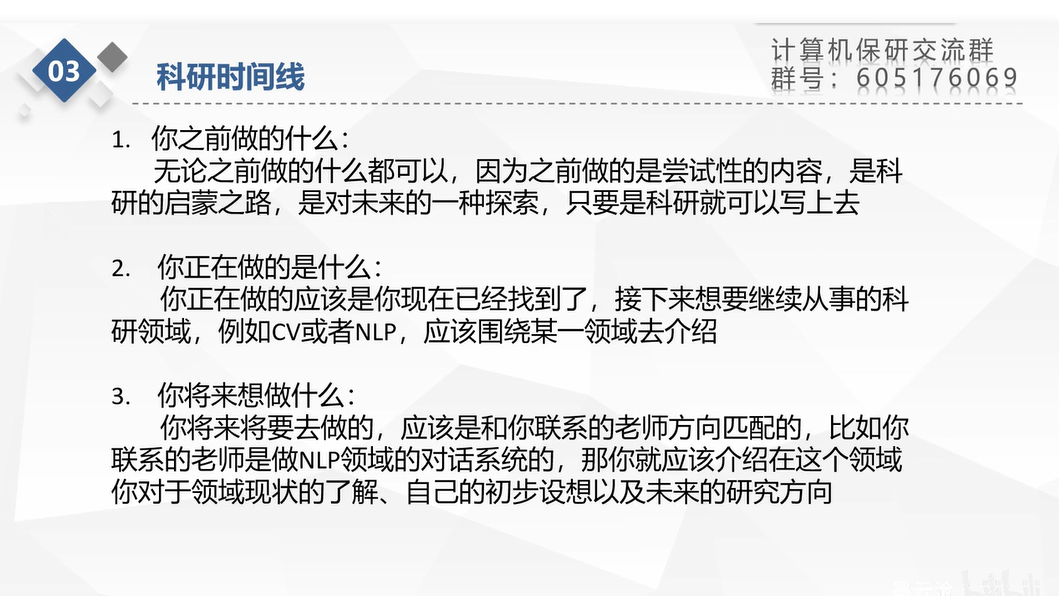 03
科研时间线
计算机保研交流群
群号：605176069
1. 你之前做的什么：
无论之前做的什么都可以，因为之前做的是尝试性的内容，是科
研的启蒙之路，是对未来的一种探索，只要是科研就可以写上去
2. 你正在做的是什么：
你正在做的应该是你现在已经找到了，接下来想要继续从事的科
研领域，例如CV或者NLP，应该围绕某一领域去介绍
3. 你将来想做什么：
你将来将要去做的，应该是和你联系的老师方向匹配的，比如你
联系的老师是做NLP领域的对话系统的，那你就应该介绍在这个领域
你对于领域现状的了解、自己的初步设想以及未来的研究方向